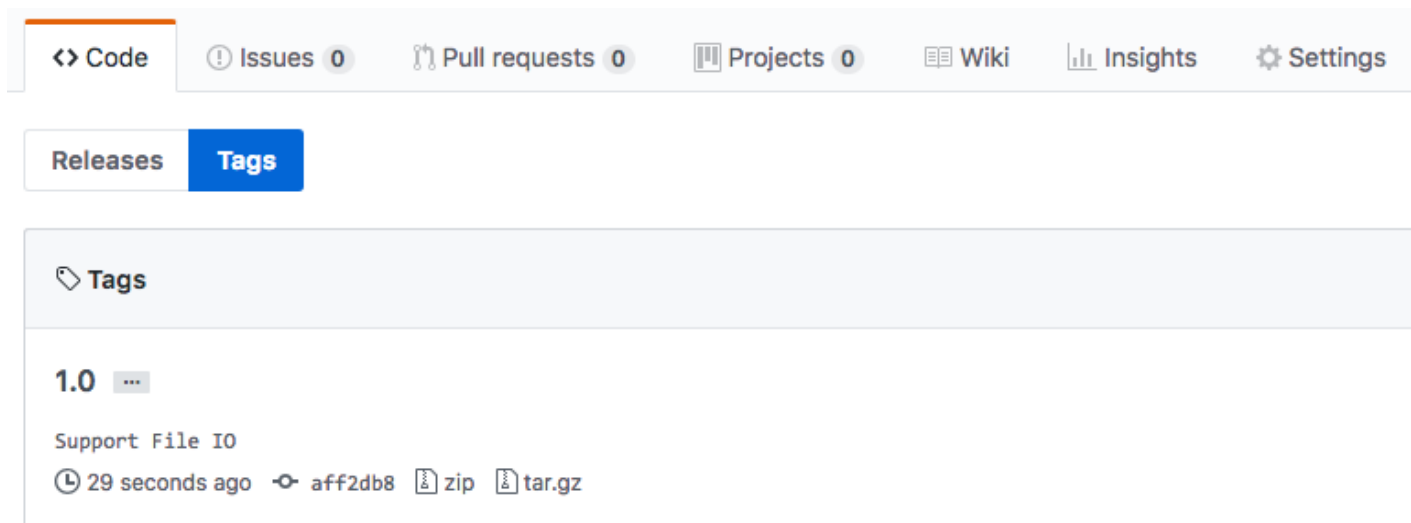 <> Code Issues 0 Pull requests 0 Projects 0 Wiki Insights Settings
Releases Tags
Tags
1.0 ...
Support File IO
29 seconds ago aff2db8 zip tar.gz